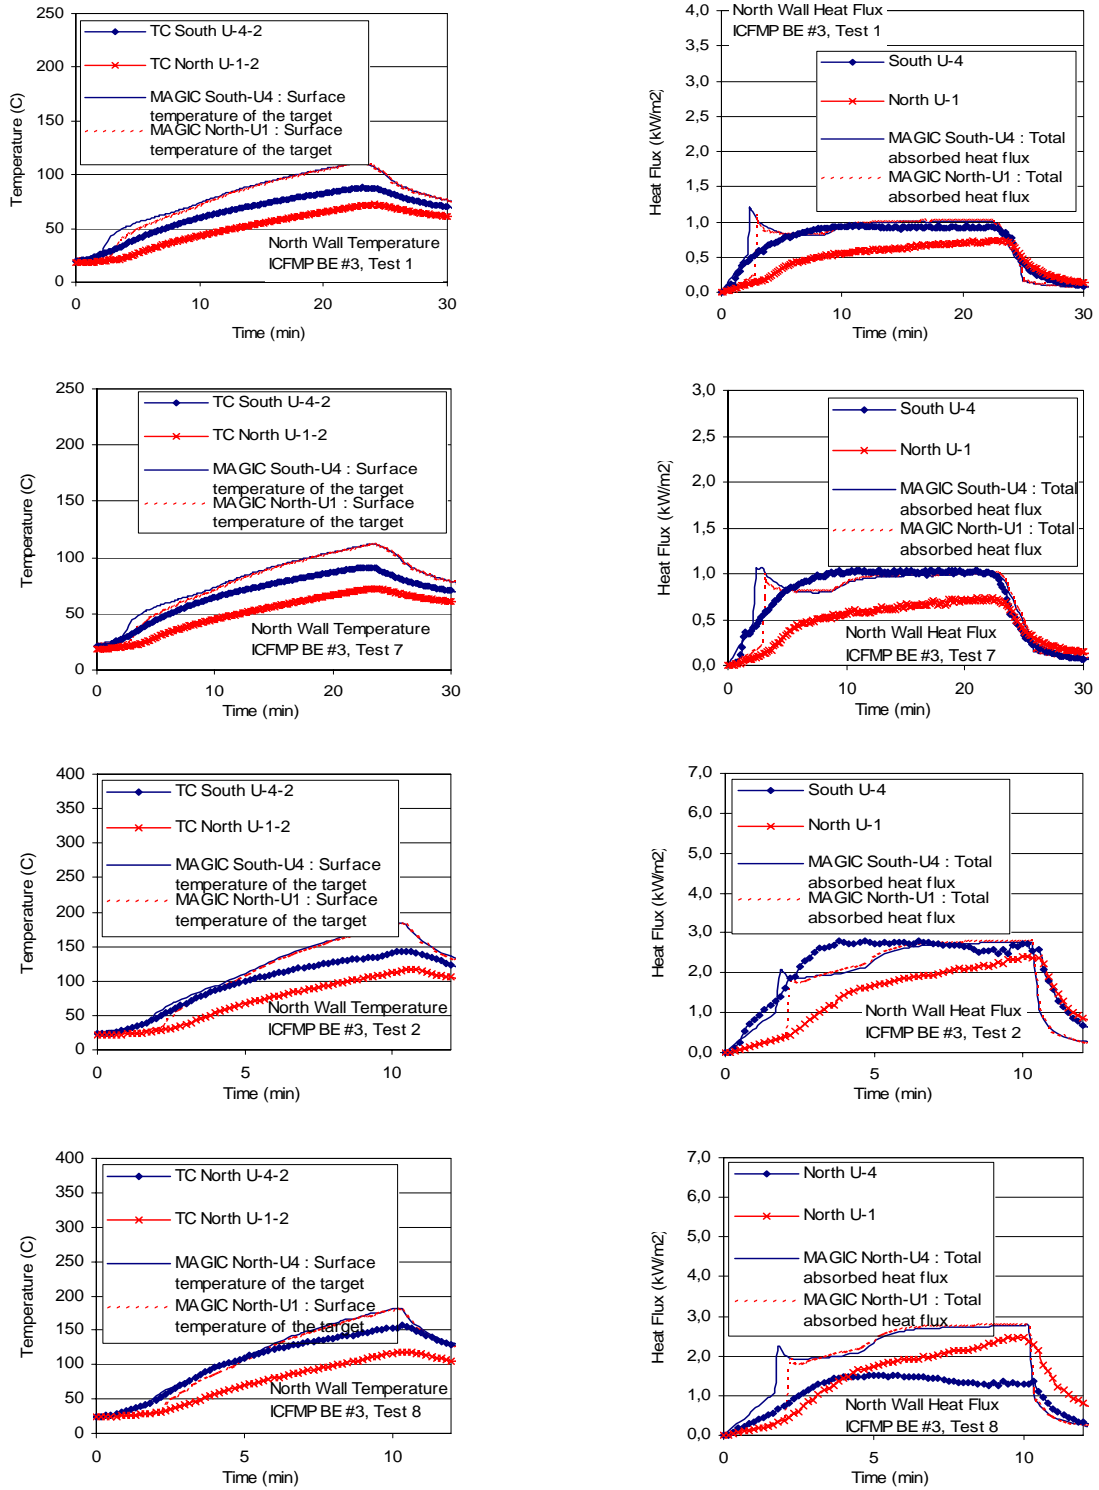 250
200
150
100
50
0
Temperature (C)
TC South U-4-2
TC North U-1-2
MAGIC South-U4 : Surface
temperature of the target
MAGIC North-U1 : Surface
temperature of the target
North Wall Temperature
ICFMP BE #3, Test 1
0 10 20 30
Time (min)
4,0
3,5
3,0
2,5
2,0
1,5
1,0
0,5
0,0
Heat Flux (kW/m2)
North Wall Heat Flux
ICFMP BE #3, Test 1
South U-4
North U-1
MAGIC South-U4 : Total
absorbed heat flux
MAGIC North-U1 : Total
absorbed heat flux
0 10 20 30
Time (min)
250
200
150
100
50
0
Temperature (C)
TC South U-4-2
TC North U-1-2
MAGIC South-U4 : Surface
temperature of the target
MAGIC North-U1 : Surface
temperature of the target
North Wall Temperature
ICFMP BE #3, Test 7
0 10 20 30
Time (min)
3,0
2,5
2,0
1,5
1,0
0,5
0,0
Heat Flux (kW/m2)
South U-4
North U-1
MAGIC South-U4 : Total
absorbed heat flux
MAGIC North-U1 : Total
absorbed heat flux
North Wall Heat Flux
ICFMP BE #3, Test 7
0 10 20 30
Time (min)
400
350
300
250
200
150
100
50
0
Temperature (C)
TC South U-4-2
TC North U-1-2
MAGIC South-U4 : Surface
temperature of the target
MAGIC North-U1 : Surface
temperature of the target
North Wall Temperature
ICFMP BE #3, Test 2
0 5 10
Time (min)
7,0
6,0
5,0
4,0
3,0
2,0
1,0
0,0
Heat Flux (kW/m2)
South U-4
North U-1
MAGIC South-U4 : Total
absorbed heat flux
MAGIC North-U1 : Total
absorbed heat flux
North Wall Heat Flux
ICFMP BE #3, Test 2
0 5 10
Time (min)
400
350
300
250
200
150
100
50
0
Temperature (C)
TC North U-4-2
TC North U-1-2
MAGIC North-U4 : Surface
temperature of the target
MAGIC North-U1 : Surface
temperature of the target
North Wall Temperature
ICFMP BE #3, Test 8
0 5 10
Time (min)
7,0
6,0
5,0
4,0
3,0
2,0
1,0
0,0
Heat Flux (kW/m2)
North U-4
North U-1
MAGIC North-U4 : Total
absorbed heat flux
MAGIC North-U1 : Total
absorbed heat flux
North Wall Heat Flux
ICFMP BE #3, Test 8
0 5 10
Time (min)